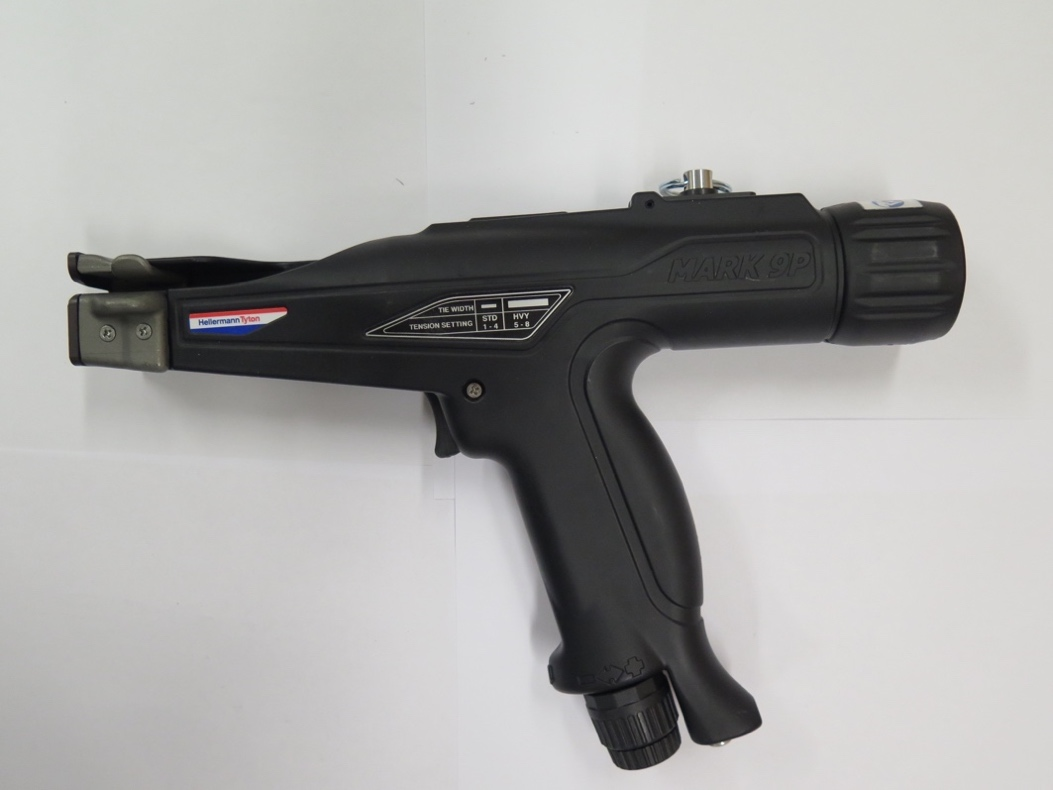 MARK 9P
HellermannTyton
TIE WIDTH
TENSION SETTING
STD
1 - 4
HVY
5 - 8